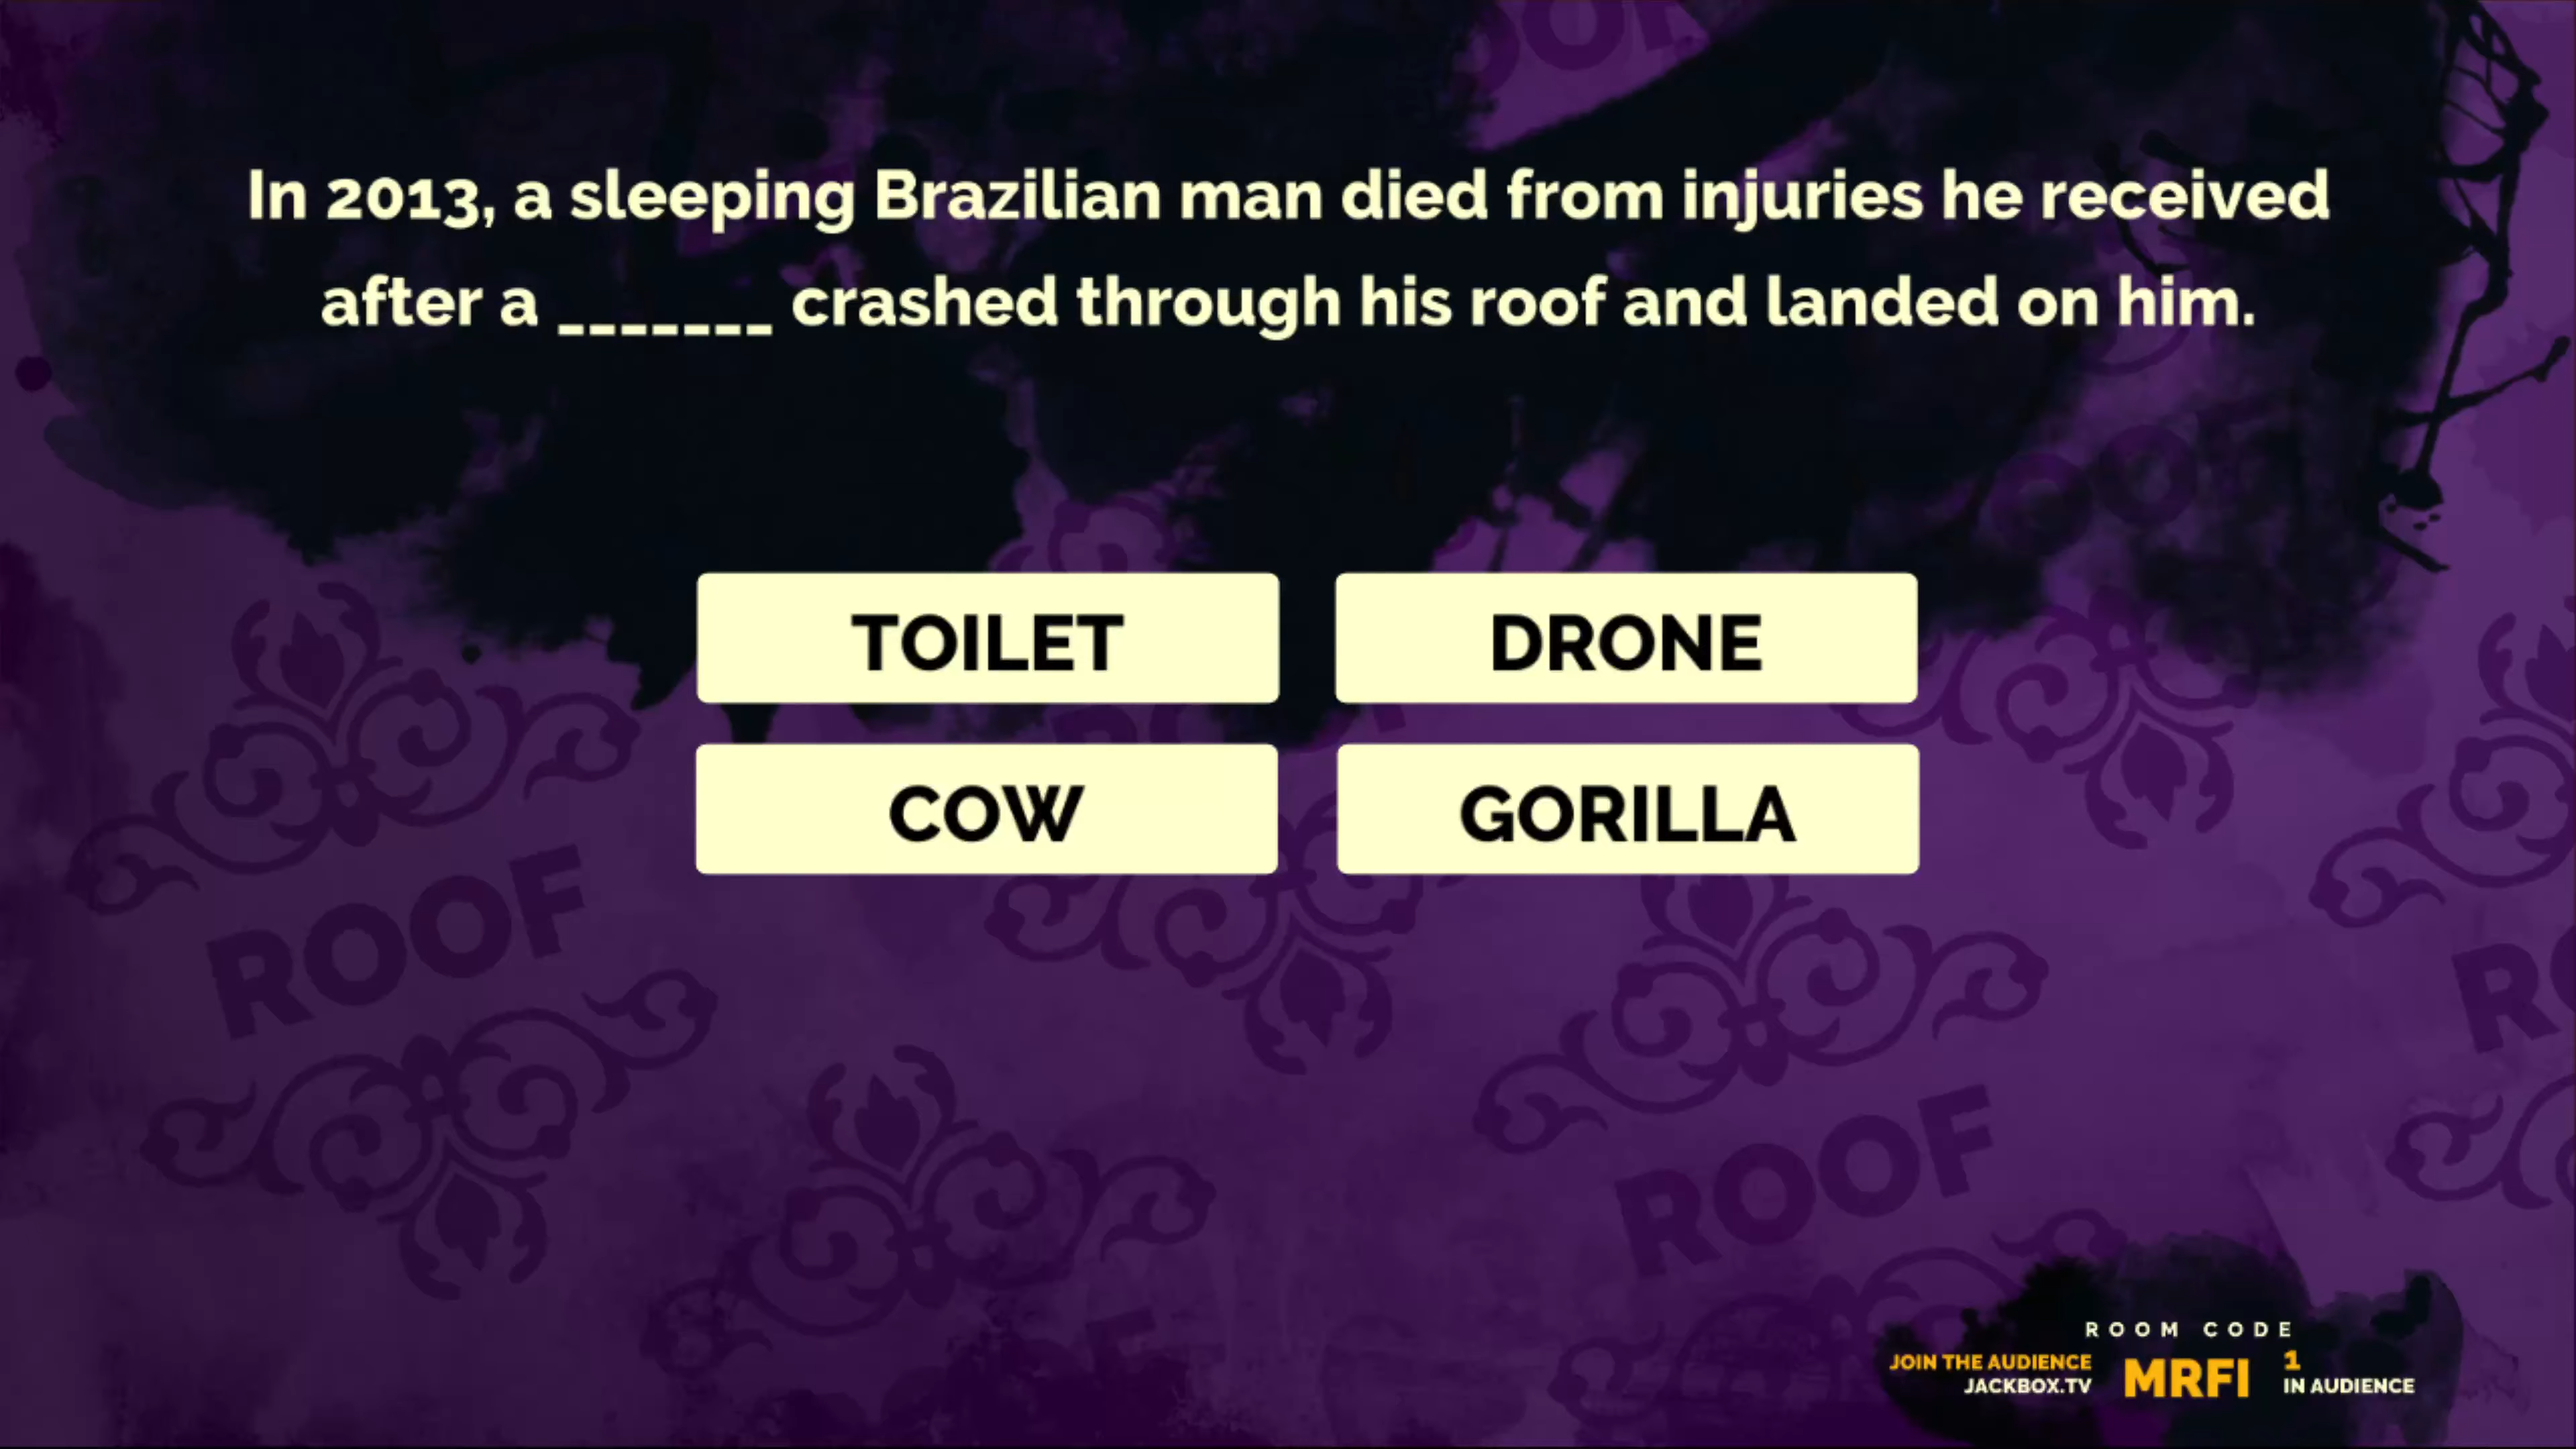 In 2013, a sleeping Brazilian man died from injuries he received
after a _______ crashed through his roof and landed on him.
TOILET
DRONE
COW
GORILLA
ROOF
ROOF
ROOM CODE
JOIN THE AUDIENCE
JACKBOX.TV
MRFI
1
IN AUDIENCE